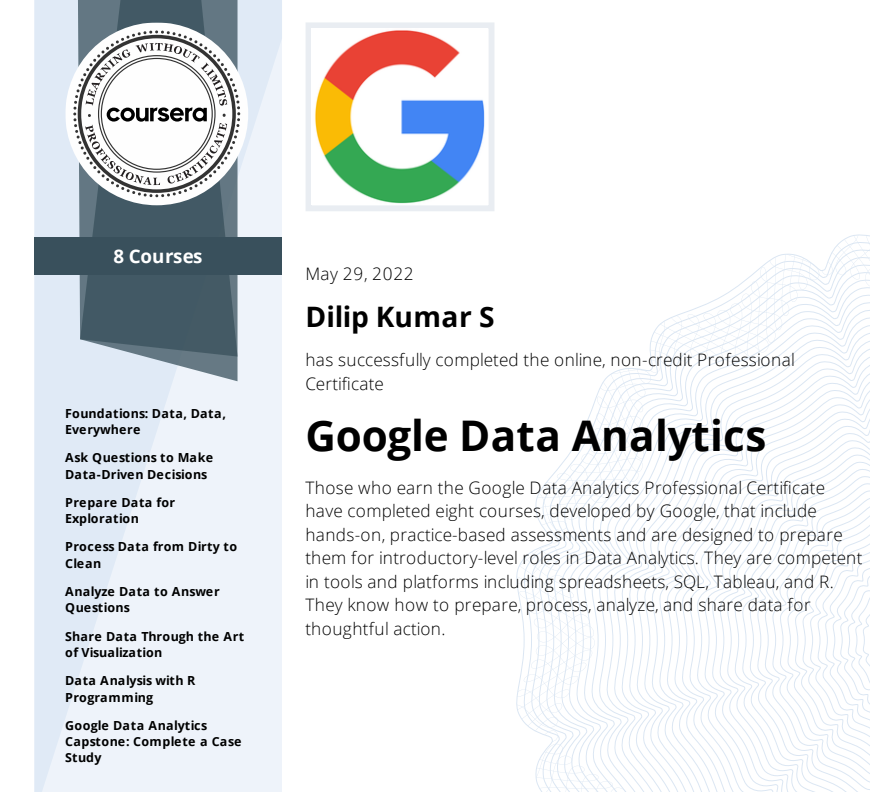 LEARNING WITHOUT LIMITS
coursera
PROFESSIONAL CERTIFICATE
8 Courses
Foundations: Data, Data,
Everywhere
Ask Questions to Make
Data-Driven Decisions
Prepare Data for
Exploration
Process Data from Dirty to
Clean
Analyze Data to Answer
Questions
Share Data Through the Art
of Visualization
Data Analysis with R
Programming
Google Data Analytics
Capstone: Complete a Case
Study
G
May 29, 2022
Dilip Kumar S
has successfully completed the online, non-credit Professional
Certificate
Google Data Analytics
Those who earn the Google Data Analytics Professional Certificate
have completed eight courses, developed by Google, that include
hands-on, practice-based assessments and are designed to prepare
them for introductory-level roles in Data Analytics. They are competent
in tools and platforms including spreadsheets, SQL, Tableau, and R.
They know how to prepare, process, analyze, and share data for
thoughtful action.